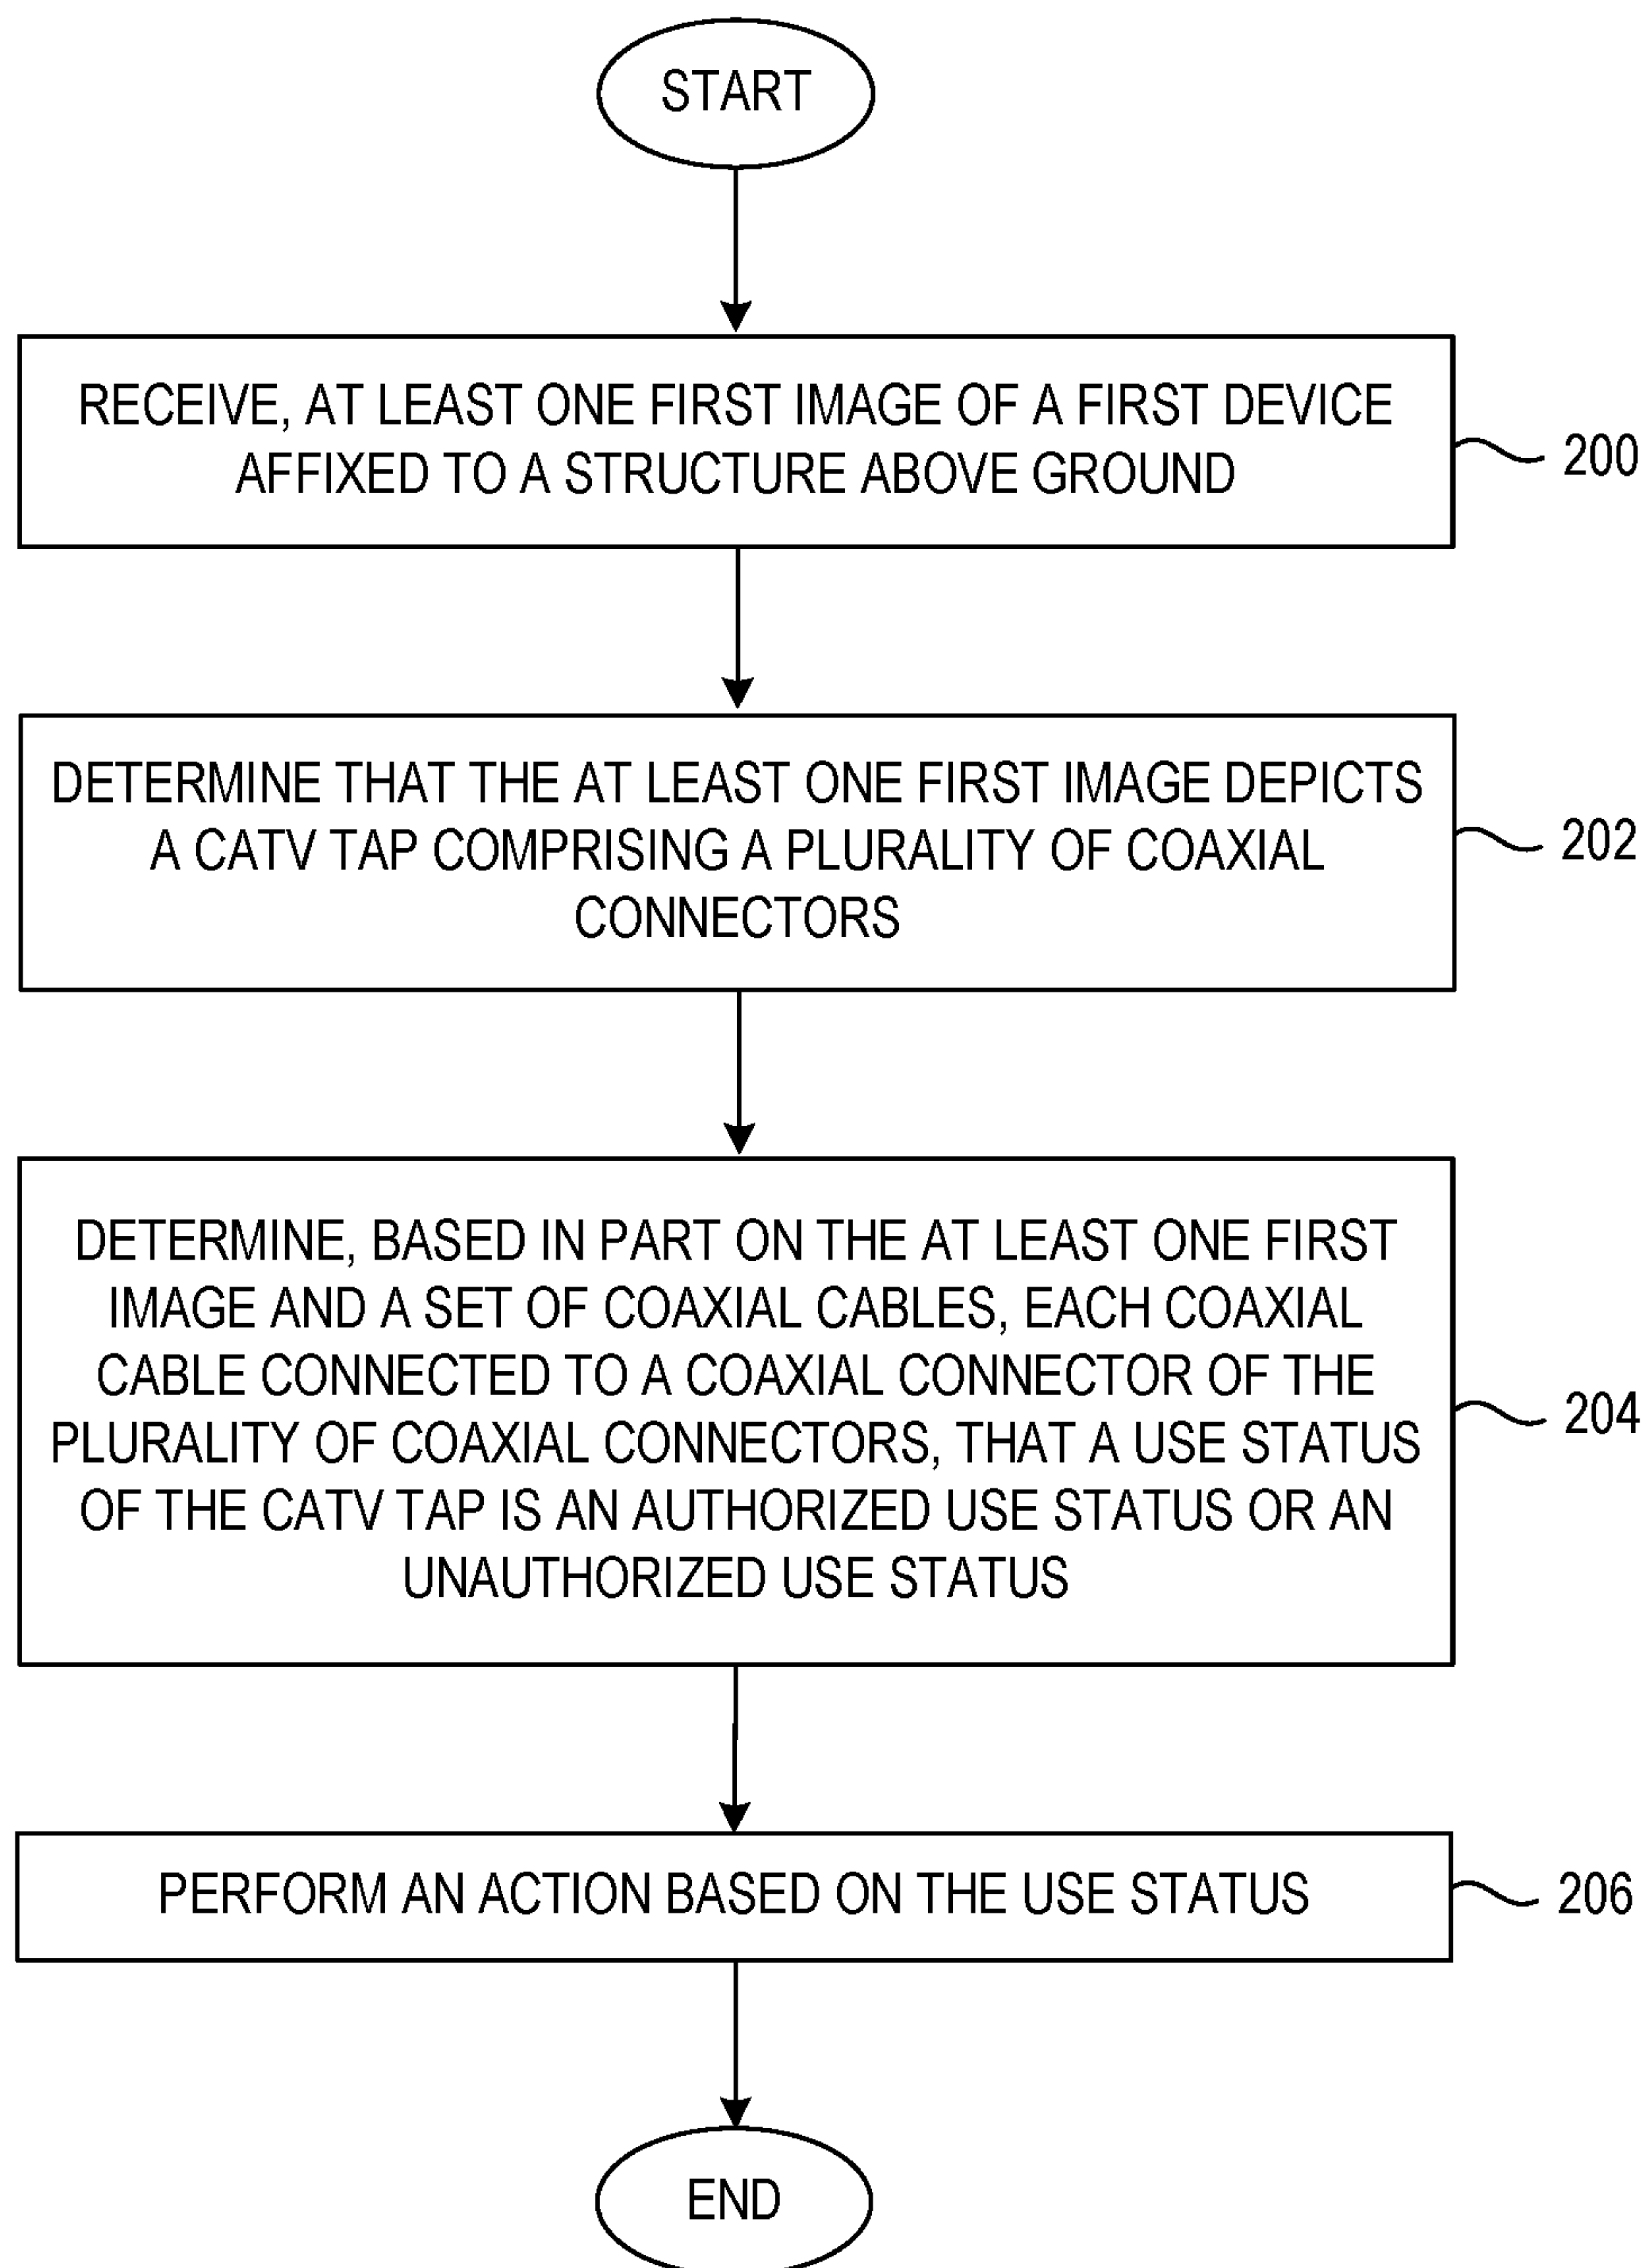 START
RECEIVE, AT LEAST ONE FIRST IMAGE OF A FIRST DEVICE
AFFIXED TO A STRUCTURE ABOVE GROUND
200
DETERMINE THAT THE AT LEAST ONE FIRST IMAGE DEPICTS
A CATV TAP COMPRISING A PLURALITY OF COAXIAL
CONNECTORS
202
DETERMINE, BASED IN PART ON THE AT LEAST ONE FIRST
IMAGE AND A SET OF COAXIAL CABLES, EACH COAXIAL
CABLE CONNECTED TO A COAXIAL CONNECTOR OF THE
PLURALITY OF COAXIAL CONNECTORS, THAT A USE STATUS
OF THE CATV TAP IS AN AUTHORIZED USE STATUS OR AN
UNAUTHORIZED USE STATUS
204
PERFORM AN ACTION BASED ON THE USE STATUS
206
END